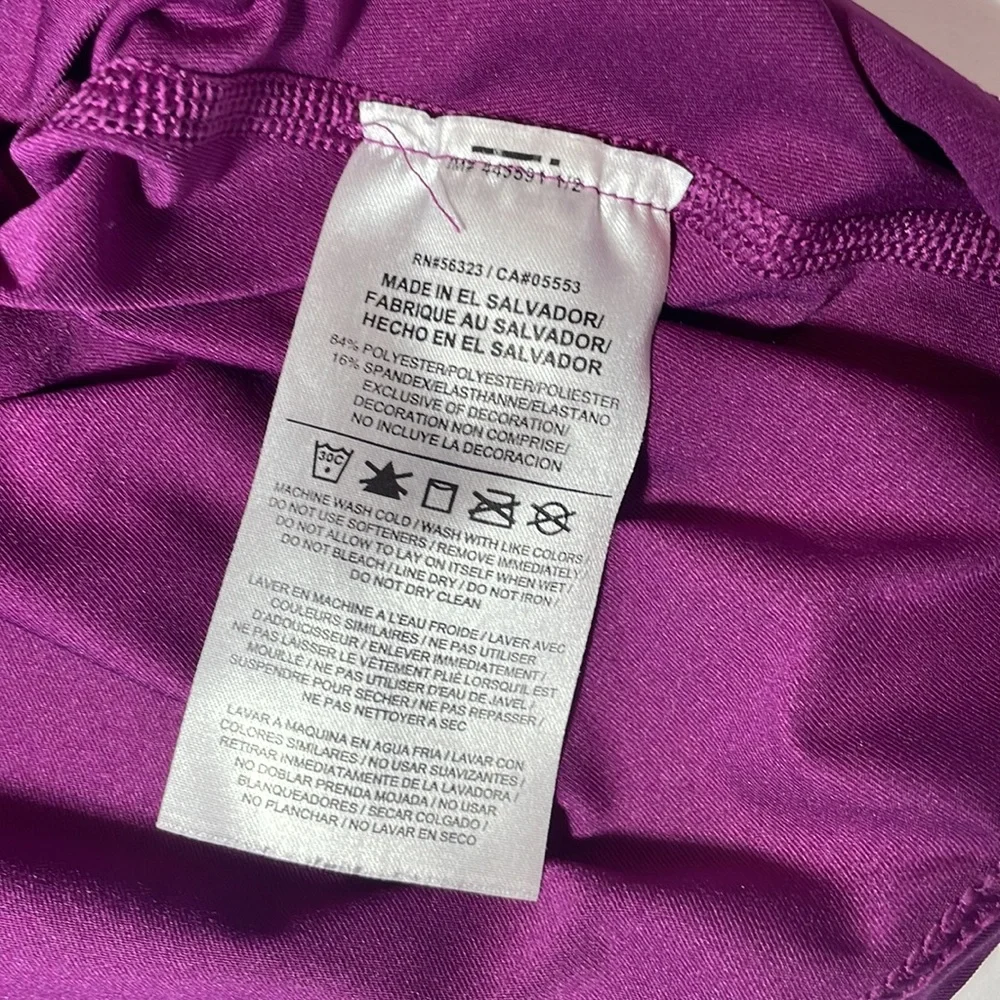 445591 1/2
RN#56323 / CA#05553
MADE IN EL SALVADOR/
FABRIQUE AU SALVADOR/
HECHO EN EL SALVADOR
84% POLYESTER/POLYESTER/POLIESTER
16% SPANDEX/ELASTHANNE/ELASTANO
EXCLUSIVE OF DECORATION/
DECORATION NON COMPRISE/
NO INCLUYE LA DECORACION
30C
MACHINE WASH COLD / WASH WITH LIKE COLORS /
DO NOT USE SOFTENERS / REMOVE IMMEDIATELY
DO NOT ALLOW TO LAY ON ITSELF WHEN WET /
DO NOT BLEACH / LINE DRY / DO NOT IRON /
DO NOT DRY CLEAN
LAVER EN MACHINE A L'EAU FROIDE / LAVER AVEC
COULEURS SIMILAIRES / NE PAS UTILISER
D'ADOUCISSEUR / ENLEVER IMMEDIATEMENT /
NE PAS LAISSER LE VÊTEMENT PLIÉ LORSQU'IL EST
MOUILLÉ / NE PAS UTILISER D'EAU DE JAVEL /
SUSPENDRE POUR SECHER / NE PAS REPASSER /
NE PAS NETTOYER A SEC
LAVAR A MAQUINA EN AGUA FRIA / LAVAR CON
COLORES SIMILARES / NO USAR SUAVIZANTES /
RETIRAR INMEDIATAMENTE DE LA LAVADORA /
NO DOBLAR PRENDA MOJADA / NO USAR
BLANQUEADORES / SECAR COLGADO /
NO PLANCHAR / NO LAVAR EN SECO